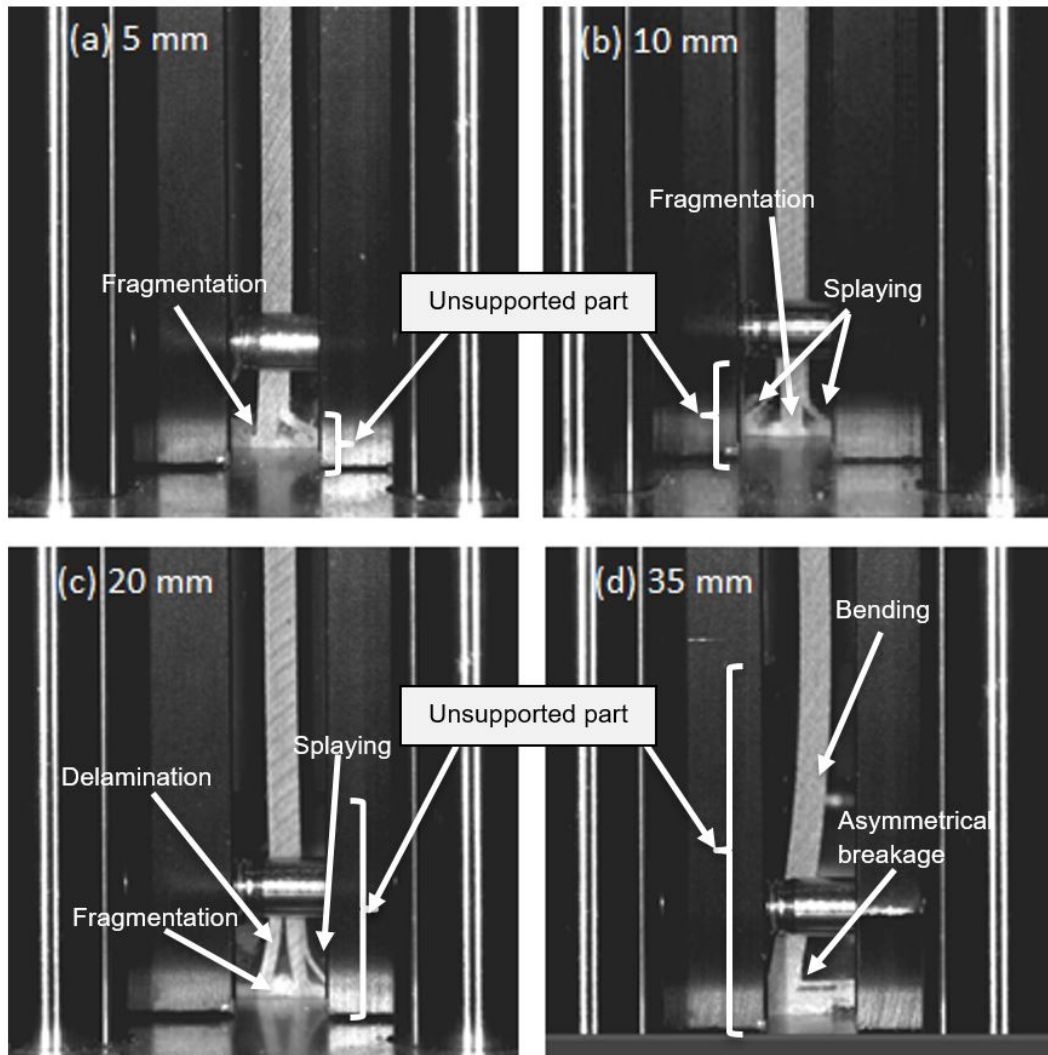 (a) 5 mm
(b) 10 mm
Fragmentation
Fragmentation
Unsupported part
Splaying
(c) 20 mm
(d) 35 mm
Bending
Unsupported part
Splaying
Delamination
Asymmetrical
breakage
Fragmentation